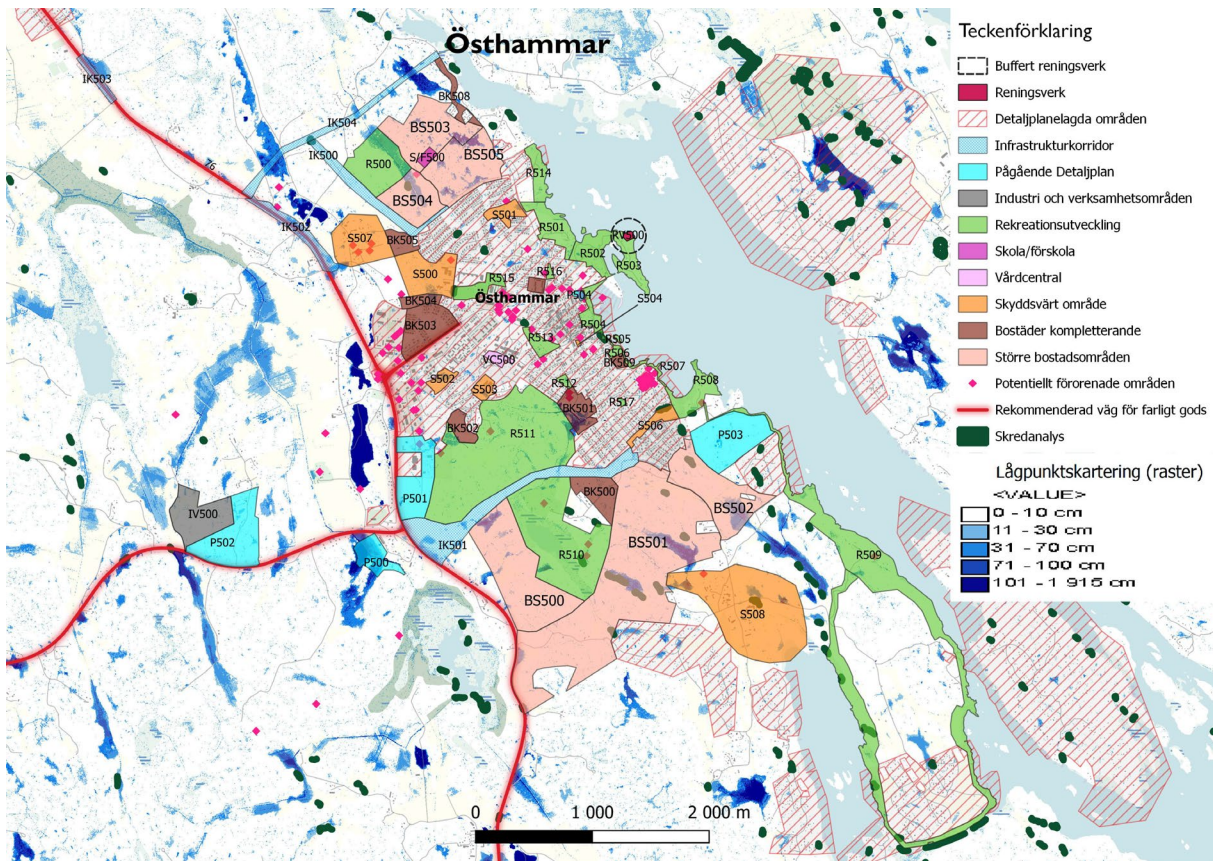 Östhammar
IK503
BK508
IK504
BS503
IK500
S/F500
R500
BS505
76
R514
BS504
S501
IK502
R501
RV500
S507
BK505
R502
R503
S500
R516
R515
P504
S504
BK504
Östhammar
BK503
R504
R513
R505
R506
VC500
BK509
R507
S502
R512
R508
S503
BK501
R517
BK502
R511
S506
P503
P501
BK500
BS502
IV500
P502
IK501
BS501
R510
R509
P500
BS500
S508
0 1 000 2 000 m
Teckenförklaring
Buffert reningsverk
Reningsverk
Detaljplanelagda områden
Infrastrukturkorridor
Pågående Detaljplan
Industri och verksamhetsområden
Rekreationsutveckling
Skola/förskola
Vårdcentral
Skyddsvärt område
Bostäder kompletterande
Större bostadsområden
Potentiellt förorenade områden
Rekommenderad väg för farligt gods
Skredanalys
Lågpunktskartering (raster)
<VALUE>
0 - 10 cm
11 - 30 cm
31 - 70 cm
71 - 100 cm
101 - 1 915 cm